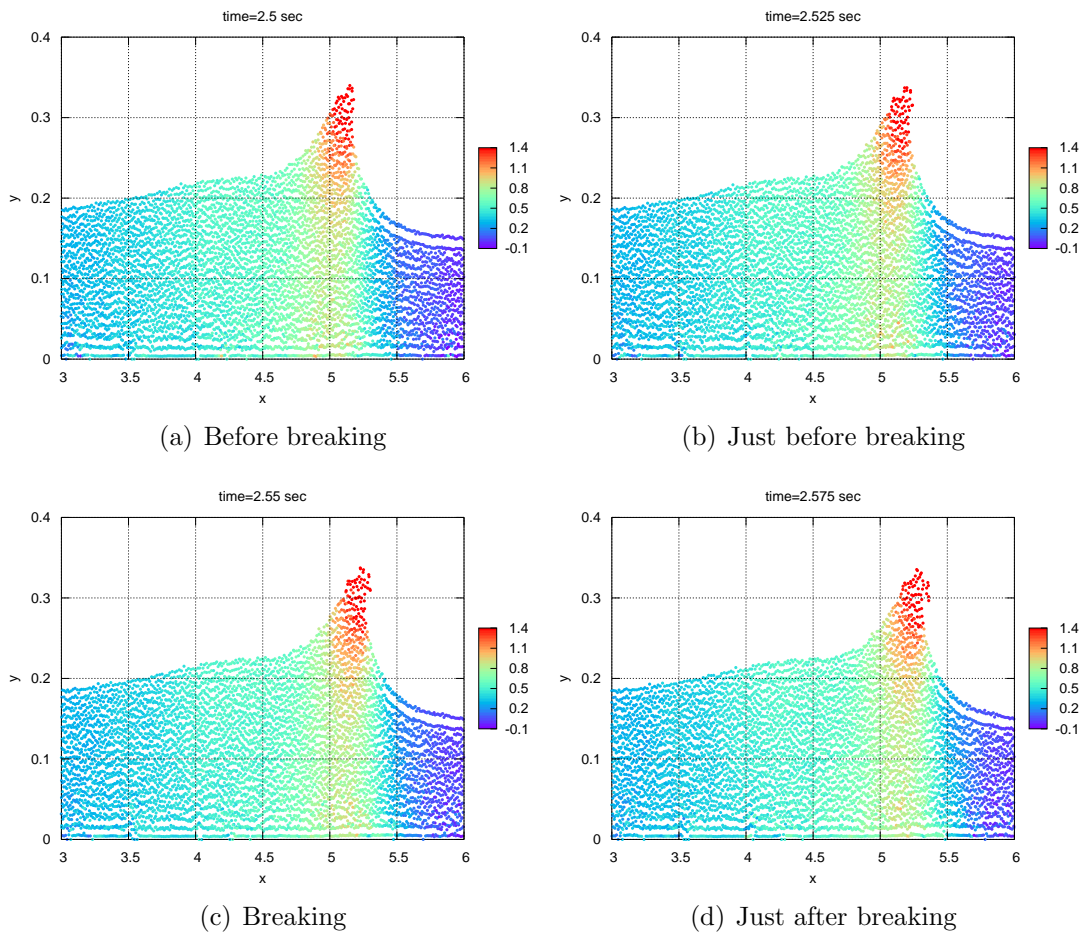 time=2.5 sec
0.4
0.3
0.2
0.1
0
y
3 3.5 4 4.5 5 5.5 6
x
1.4
1.1
0.8
0.5
0.2
-0.1
(a) Before breaking
time=2.525 sec
0.4
0.3
0.2
0.1
0
y
3 3.5 4 4.5 5 5.5 6
x
1.4
1.1
0.8
0.5
0.2
-0.1
(b) Just before breaking
time=2.55 sec
0.4
0.3
0.2
0.1
0
y
3 3.5 4 4.5 5 5.5 6
x
1.4
1.1
0.8
0.5
0.2
-0.1
(c) Breaking
time=2.575 sec
0.4
0.3
0.2
0.1
0
y
3 3.5 4 4.5 5 5.5 6
x
1.4
1.1
0.8
0.5
0.2
-0.1
(d) Just after breaking